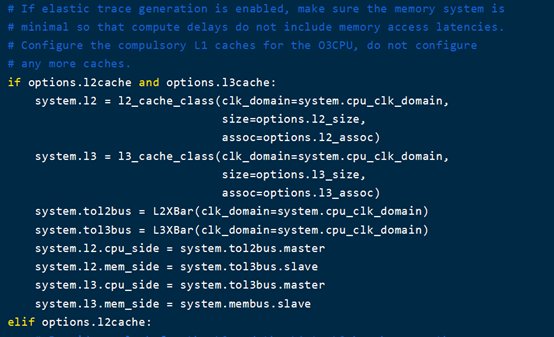 # If elastic trace generation is enabled, make sure the memory system is
# minimal so that compute delays do not include memory access latencies.
# Configure the compulsory L1 caches for the O3CPU, do not configure
# any more caches.
if options.l2cache and options.l3cache:
    system.l2 = l2_cache_class(clk_domain=system.cpu_clk_domain,
                               size=options.l2_size,
                               assoc=options.l2_assoc)
    system.l3 = l3_cache_class(clk_domain=system.cpu_clk_domain,
                               size=options.l3_size,
                               assoc=options.l3_assoc)
    system.tol2bus = L2XBar(clk_domain=system.cpu_clk_domain)
    system.tol3bus = L3XBar(clk_domain=system.cpu_clk_domain)
    system.l2.cpu_side = system.tol2bus.master
    system.l2.mem_side = system.tol3bus.slave
    system.l3.cpu_side = system.tol3bus.master
    system.l3.mem_side = system.membus.slave
elif options.l2cache: